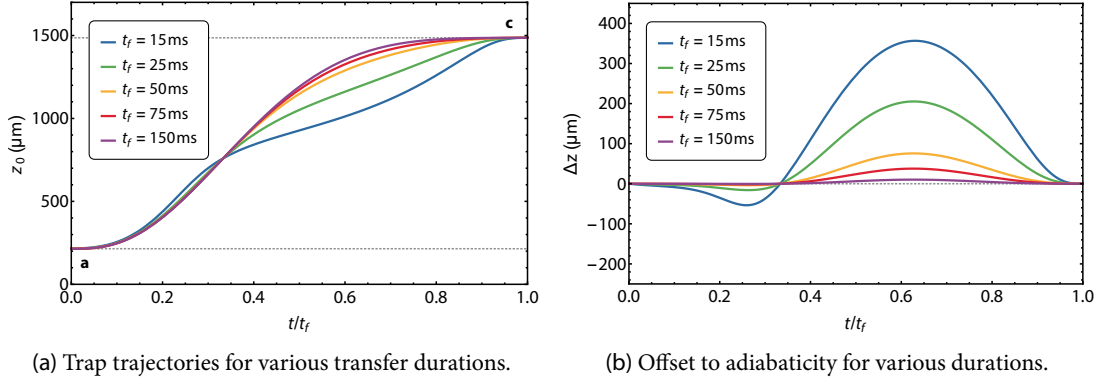 1500
1000
500
0
z₀ (µm)
t_f = 15ms
t_f = 25ms
t_f = 50ms
t_f = 75ms
t_f = 150ms
c
a
0.0 0.2 0.4 0.6 0.8 1.0
t/t_f
(a) Trap trajectories for various transfer durations.
400
300
200
100
0
−100
−200
Δz (µm)
t_f = 15ms
t_f = 25ms
t_f = 50ms
t_f = 75ms
t_f = 150ms
0.0 0.2 0.4 0.6 0.8 1.0
t/t_f
(b) Offset to adiabaticity for various durations.